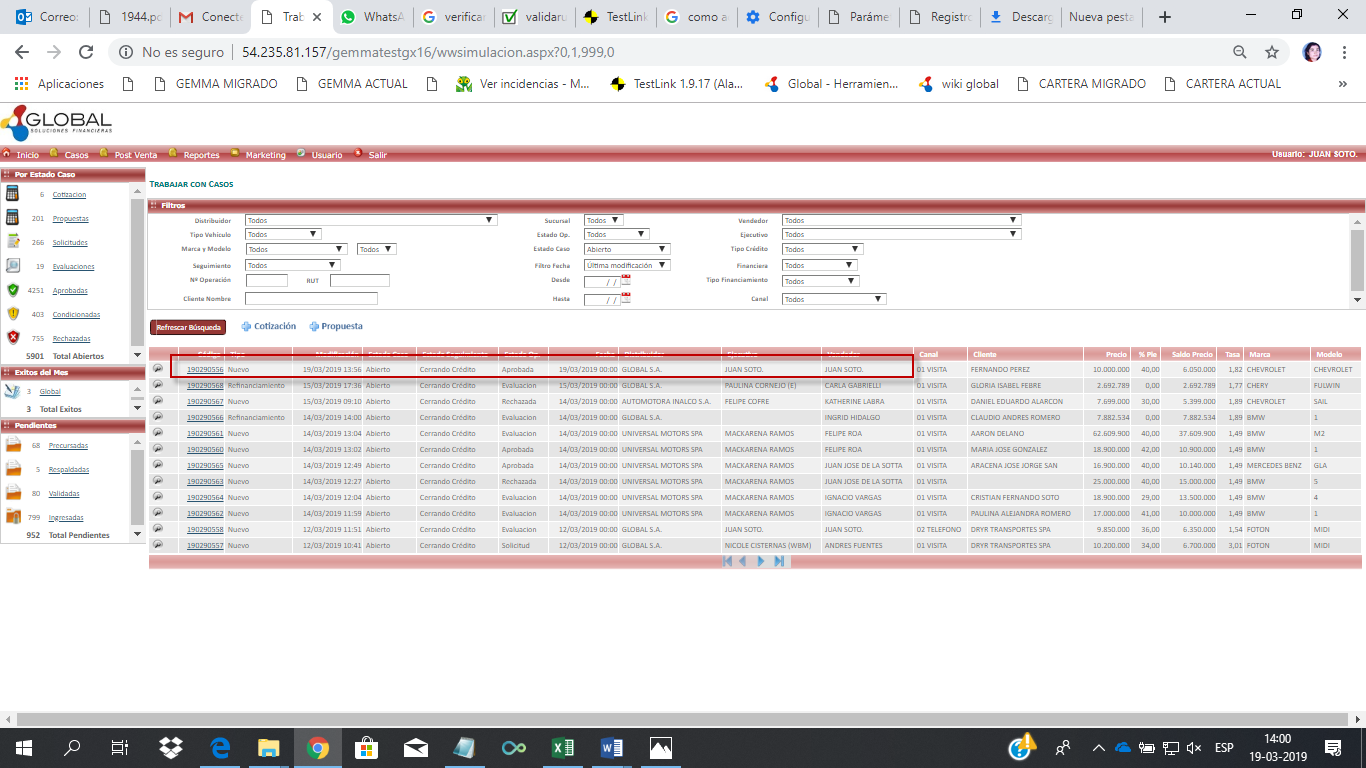 Correo: 1944.pd Conecte Trab WhatsA verificar validaru TestLink como ac Configu Paráme Registro Descarg Nueva pesta
No es seguro 54.235.81.157/gemmatestgx16/wwsimulacion.aspx?0,1,999,0
Aplicaciones GEMMA MIGRADO GEMMA ACTUAL Ver incidencias - M... TestLink 1.9.17 (Ala... Global - Herramien... wiki global CARTERA MIGRADO CARTERA ACTUAL »
GLOBAL
SOLUCIONES FINANCIERAS
Inicio Casos Post Venta Reportes Marketing Usuario Salir Usuario: JUAN SOTO.
Por Estado Caso
6 Cotizacion
201 Propuestas
266 Solicitudes
19 Evaluaciones
4251 Aprobadas
403 Condicionadas
755 Rechazadas
5901 Total Abiertos
Exitos del Mes
3 Global
3 Total Exitos
Pendientes
68 Precursadas
5 Respaldadas
80 Validadas
799 Ingresadas
952 Total Pendientes
TRABAJAR CON CASOS
Filtros
Distribuidor Todos Sucursal Todos Vendedor Todos
Tipo Vehículo Todos Estado Op. Todos Ejecutivo Todos
Marca y Modelo Todos Todos Estado Caso Abierto Tipo Crédito Todos
Seguimiento Todos Filtro Fecha Última modificación Financiera Todos
Nº Operación RUT Desde / / Tipo Financiamiento Todos
Cliente Nombre Hasta / / Canal Todos
Refrescar Búsqueda Cotización Propuesta
Código Tipo Modificación Estado Caso Estado Seguimiento Estado Op. Fecha Distribuidor Ejecutivo Vendedor Canal Cliente Precio % Pie Saldo Precio Tasa Marca Modelo
190290556 Nuevo 19/03/2019 13:56 Abierto Cerrando Crédito Aprobada 19/03/2019 00:00 GLOBAL S.A. JUAN SOTO. JUAN SOTO. 01 VISITA FERNANDO PEREZ 10.000.000 40,00 6.050.000 1,82 CHEVROLET CHEVROLET
190290568 Refinanciamiento 15/03/2019 17:36 Abierto Cerrando Crédito Evaluacion 15/03/2019 00:00 GLOBAL S.A. PAULINA CORNEJO (E) CARLA GABRIELLI 01 VISITA GLORIA ISABEL FEBRE 2.692.789 0,00 2.692.789 1,77 CHERY FULWIN
190290567 Nuevo 15/03/2019 09:10 Abierto Cerrando Crédito Rechazada 14/03/2019 00:00 AUTOMOTORA INALCO S.A. FELIPE COFRE KATHERINE LABRA 01 VISITA DANIEL EDUARDO ALARCON 7.699.000 30,00 5.399.000 1,89 CHEVROLET SAIL
190290566 Refinanciamiento 14/03/2019 14:00 Abierto Cerrando Crédito Evaluacion 14/03/2019 00:00 GLOBAL S.A. INGRID HIDALGO 01 VISITA CLAUDIO ANDRES ROMERO 7.882.534 0,00 7.882.534 1,89 BMW 1
190290561 Nuevo 14/03/2019 13:04 Abierto Cerrando Crédito Evaluacion 14/03/2019 00:00 UNIVERSAL MOTORS SPA MACKARENA RAMOS FELIPE ROA 01 VISITA AARON DELANO 62.609.900 40,00 37.609.900 1,49 BMW M2
190290560 Nuevo 14/03/2019 13:02 Abierto Cerrando Crédito Aprobada 14/03/2019 00:00 UNIVERSAL MOTORS SPA MACKARENA RAMOS FELIPE ROA 01 VISITA MARIA JOSE GONZALEZ 18.900.000 42,00 10.900.000 1,49 BMW 1
190290565 Nuevo 14/03/2019 12:49 Abierto Cerrando Crédito Aprobada 14/03/2019 00:00 UNIVERSAL MOTORS SPA MACKARENA RAMOS JUAN JOSE DE LA SOTTA 01 VISITA ARACENA JOSE JORGE SAN 16.900.000 40,00 10.140.000 1,49 MERCEDES BENZ GLA
190290563 Nuevo 14/03/2019 12:27 Abierto Cerrando Crédito Rechazada 14/03/2019 00:00 UNIVERSAL MOTORS SPA MACKARENA RAMOS JUAN JOSE DE LA SOTTA 01 VISITA 25.000.000 40,00 15.000.000 1,49 BMW 5
190290564 Nuevo 14/03/2019 12:04 Abierto Cerrando Crédito Evaluacion 14/03/2019 00:00 UNIVERSAL MOTORS SPA MACKARENA RAMOS IGNACIO VARGAS 01 VISITA CRISTIAN FERNANDO SOTO 18.900.000 29,00 13.500.000 1,49 BMW 4
190290562 Nuevo 14/03/2019 11:59 Abierto Cerrando Crédito Evaluacion 14/03/2019 00:00 UNIVERSAL MOTORS SPA MACKARENA RAMOS IGNACIO VARGAS 01 VISITA PAULINA ALEJANDRA ROMERO 17.000.000 41,00 10.000.000 1,49 BMW 1
190290558 Nuevo 12/03/2019 11:51 Abierto Cerrando Crédito Evaluacion 12/03/2019 00:00 GLOBAL S.A. JUAN SOTO. JUAN SOTO. 02 TELEFONO DRYR TRANSPORTES SPA 9.850.000 36,00 6.350.000 1,54 FOTON MIDI
190290557 Nuevo 12/03/2019 10:41 Abierto Cerrando Crédito Solicitud 12/03/2019 00:00 GLOBAL S.A. NICOLE CISTERNAS (WBM) ANDRES FUENTES 01 VISITA DRYR TRANSPORTES SPA 10.200.000 34,00 6.700.000 3,01 FOTON MIDI
ESP 14:00
19-03-2019